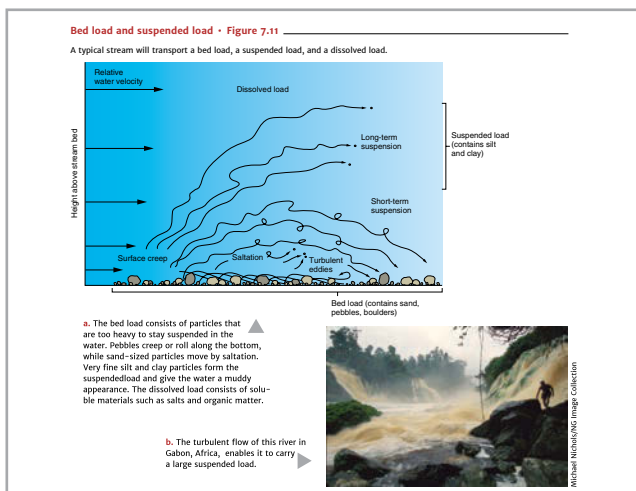 Bed load and suspended load • Figure 7.11
A typical stream will transport a bed load, a suspended load, and a dissolved load.
Relative
water velocity
Dissolved load
Height above stream bed
Long-term
suspension
Suspended load
(contains silt
and clay)
Short-term
suspension
Surface creep
Saltation
Turbulent
eddies
Bed load (contains sand,
pebbles, boulders)
a. The bed load consists of particles that
are too heavy to stay suspended in the
water. Pebbles creep or roll along the bottom,
while sand-sized particles move by saltation.
Very fine silt and clay particles form the
suspendedload and give the water a muddy
appearance. The dissolved load consists of solu-
ble materials such as salts and organic matter.
b. The turbulent flow of this river in
Gabon, Africa, enables it to carry
a large suspended load.
Michael Nichols/NG Image Collection